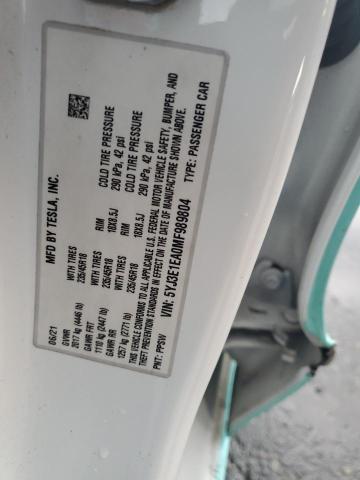 MFD BY TESLA, INC.
06/21
GVWR
2017 kg (4446 lb)
GAWR FRT WITH TIRES RIM COLD TIRE PRESSURE
1110 kg (2447 lb) 235/45R18 18X8.5J 290 kPa, 42 psi
GAWR RR WITH TIRES RIM COLD TIRE PRESSURE
1257 kg (2771 lb) 235/45R18 18X8.5J 290 kPa, 42 psi
THIS VEHICLE CONFORMS TO ALL APPLICABLE U.S. FEDERAL MOTOR VEHICLE SAFETY, BUMPER, AND
THEFT PREVENTION STANDARDS IN EFFECT ON THE DATE OF MANUFACTURE SHOWN ABOVE.
VIN: 5YJ3E1EA0MF989804 TYPE: PASSENGER CAR
PNT: PPSW